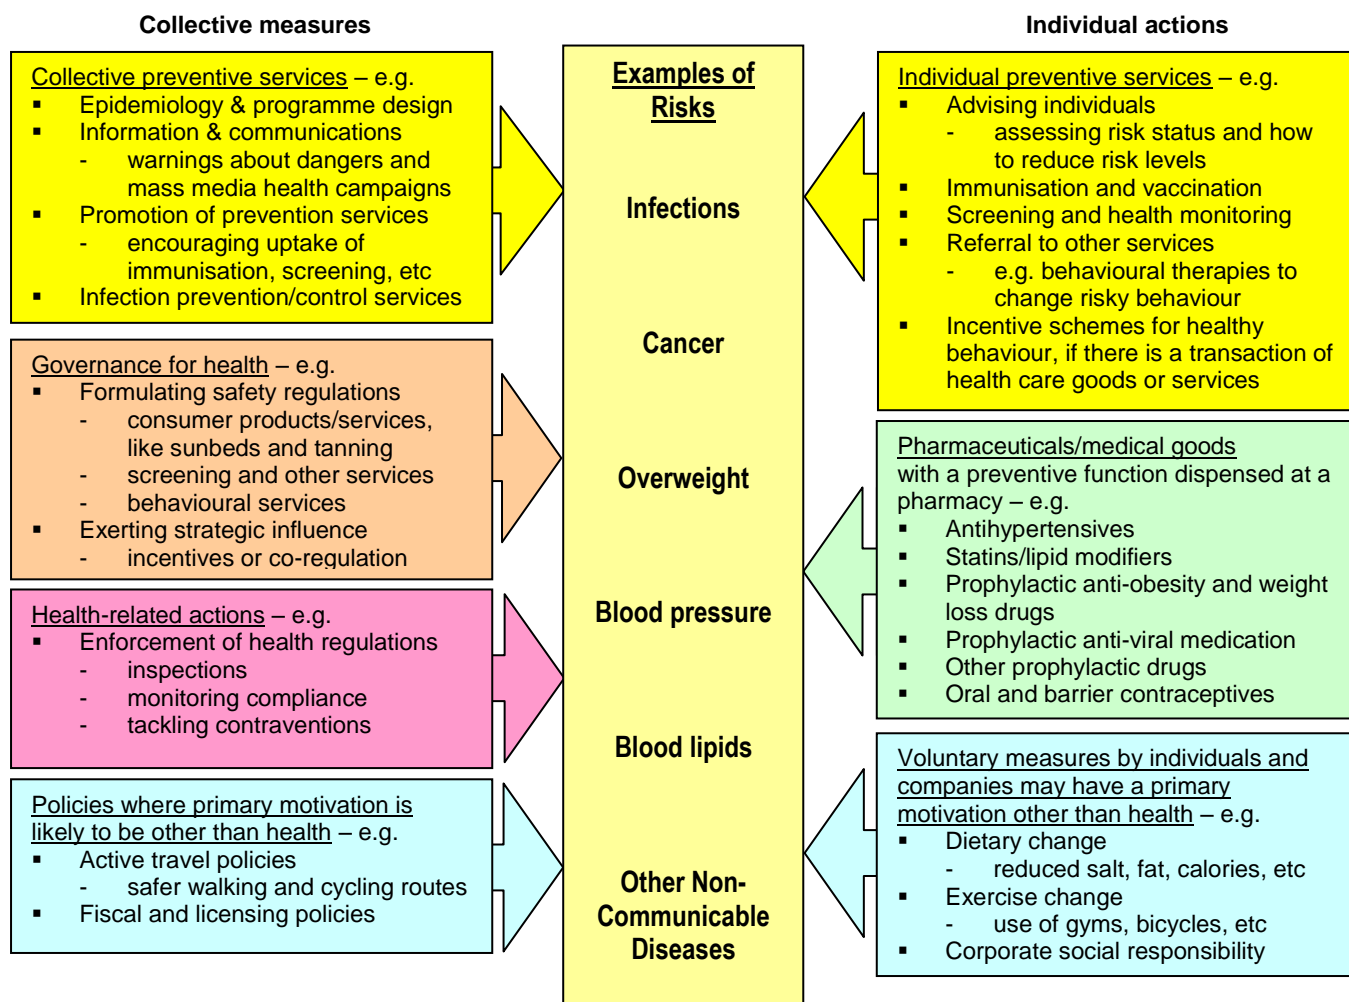 Collective measures
Collective preventive services – e.g.
▪ Epidemiology & programme design
▪ Information & communications
- warnings about dangers and
mass media health campaigns
▪ Promotion of prevention services
- encouraging uptake of
immunisation, screening, etc
▪ Infection prevention/control services
Governance for health – e.g.
▪ Formulating safety regulations
- consumer products/services,
like sunbeds and tanning
- screening and other services
- behavioural services
▪ Exerting strategic influence
- incentives or co-regulation
Health-related actions – e.g.
▪ Enforcement of health regulations
- inspections
- monitoring compliance
- tackling contraventions
Policies where primary motivation is
likely to be other than health – e.g.
▪ Active travel policies
- safer walking and cycling routes
▪ Fiscal and licensing policies
Examples of
Risks
Infections
Cancer
Overweight
Blood pressure
Blood lipids
Other Non-
Communicable
Diseases
Individual actions
Individual preventive services – e.g.
▪ Advising individuals
- assessing risk status and how
to reduce risk levels
▪ Immunisation and vaccination
▪ Screening and health monitoring
▪ Referral to other services
- e.g. behavioural therapies to
change risky behaviour
▪ Incentive schemes for healthy
behaviour, if there is a transaction of
health care goods or services
Pharmaceuticals/medical goods
with a preventive function dispensed at a
pharmacy – e.g.
▪ Antihypertensives
▪ Statins/lipid modifiers
▪ Prophylactic anti-obesity and weight
loss drugs
▪ Prophylactic anti-viral medication
▪ Other prophylactic drugs
▪ Oral and barrier contraceptives
Voluntary measures by individuals and
companies may have a primary
motivation other than health – e.g.
▪ Dietary change
- reduced salt, fat, calories, etc
▪ Exercise change
- use of gyms, bicycles, etc
▪ Corporate social responsibility